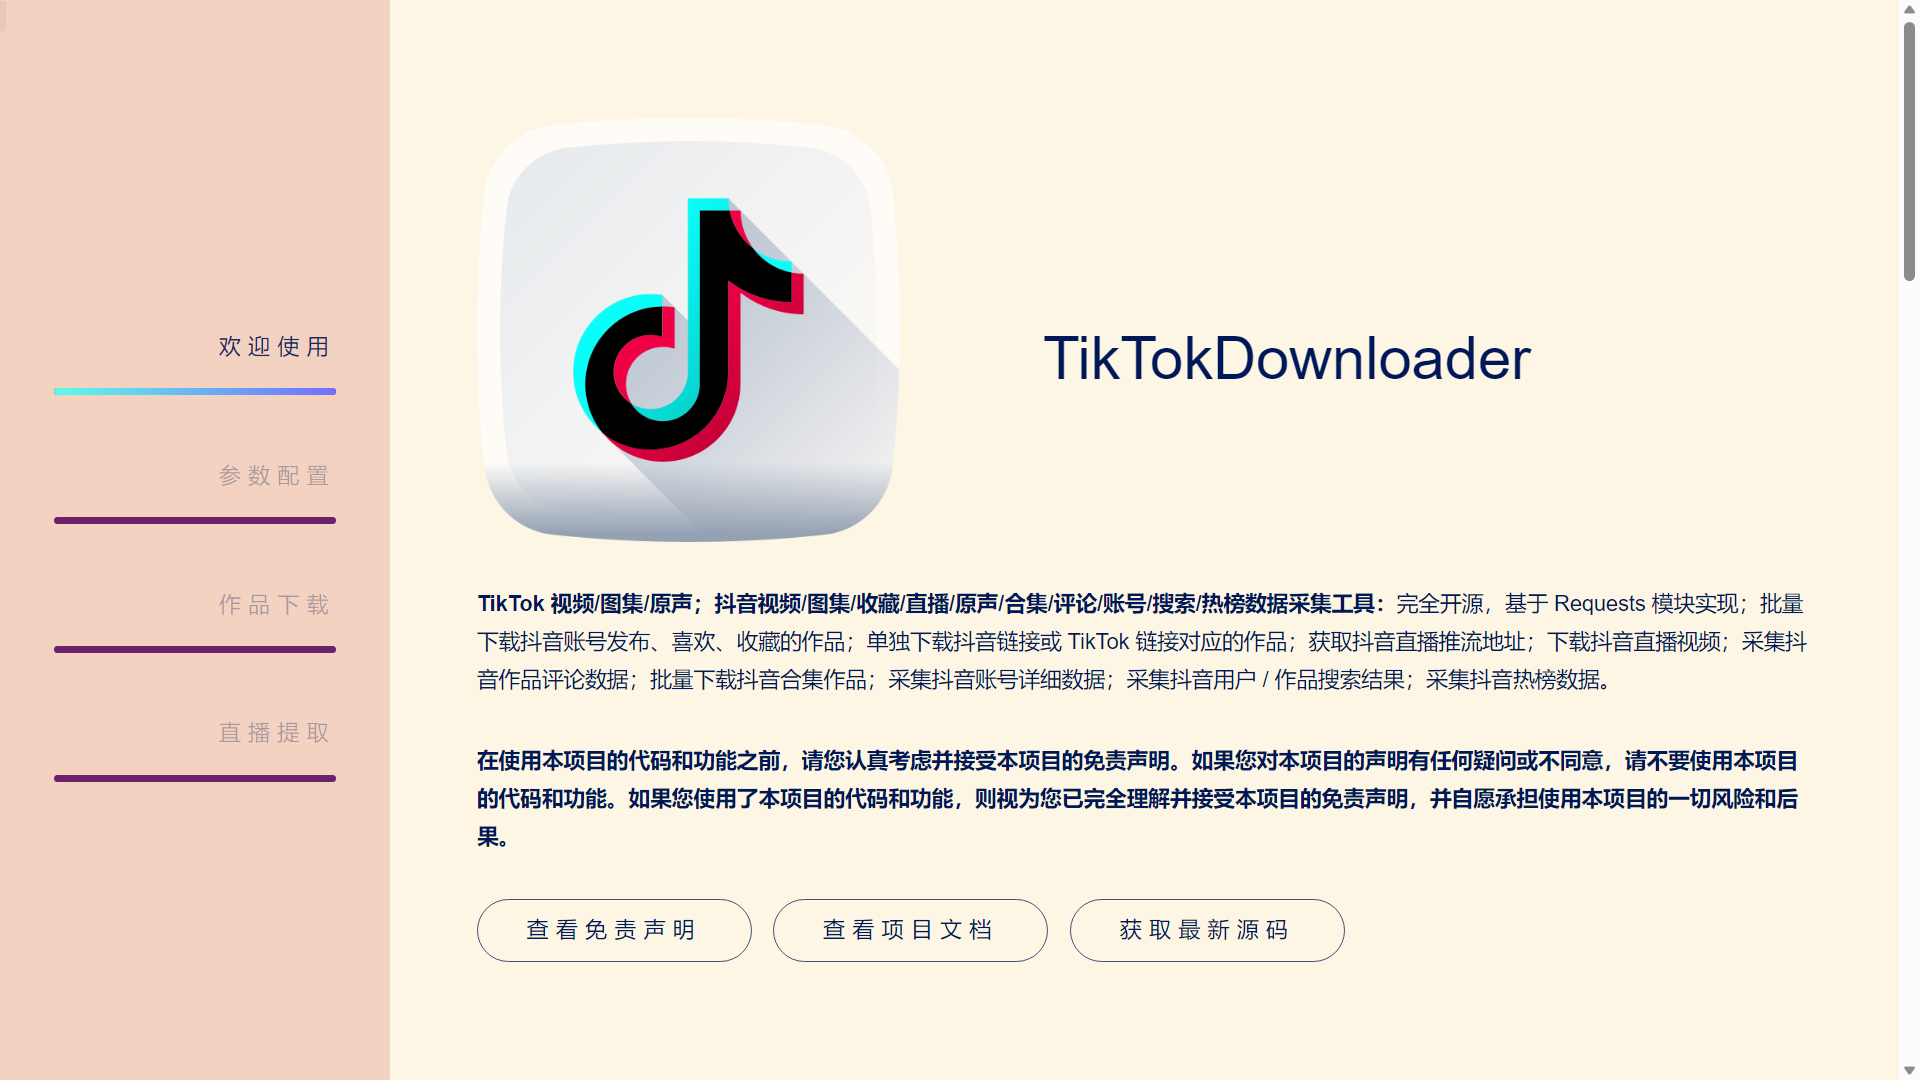 欢迎使用
参数配置
作品下载
直播提取
TikTokDownloader
TikTok 视频/图集/原声；抖音视频/图集/收藏/直播/原声/合集/评论/账号/搜索/热榜数据采集工具：完全开源，基于 Requests 模块实现；批量
下载抖音账号发布、喜欢、收藏的作品；单独下载抖音链接或 TikTok 链接对应的作品；获取抖音直播推流地址；下载抖音直播视频；采集抖
音作品评论数据；批量下载抖音合集作品；采集抖音账号详细数据；采集抖音用户 / 作品搜索结果；采集抖音热榜数据。
在使用本项目的代码和功能之前，请您认真考虑并接受本项目的免责声明。如果您对本项目的声明有任何疑问或不同意，请不要使用本项目
的代码和功能。如果您使用了本项目的代码和功能，则视为您已完全理解并接受本项目的免责声明，并自愿承担使用本项目的一切风险和后
果。
查看免责声明
查看项目文档
获取最新源码